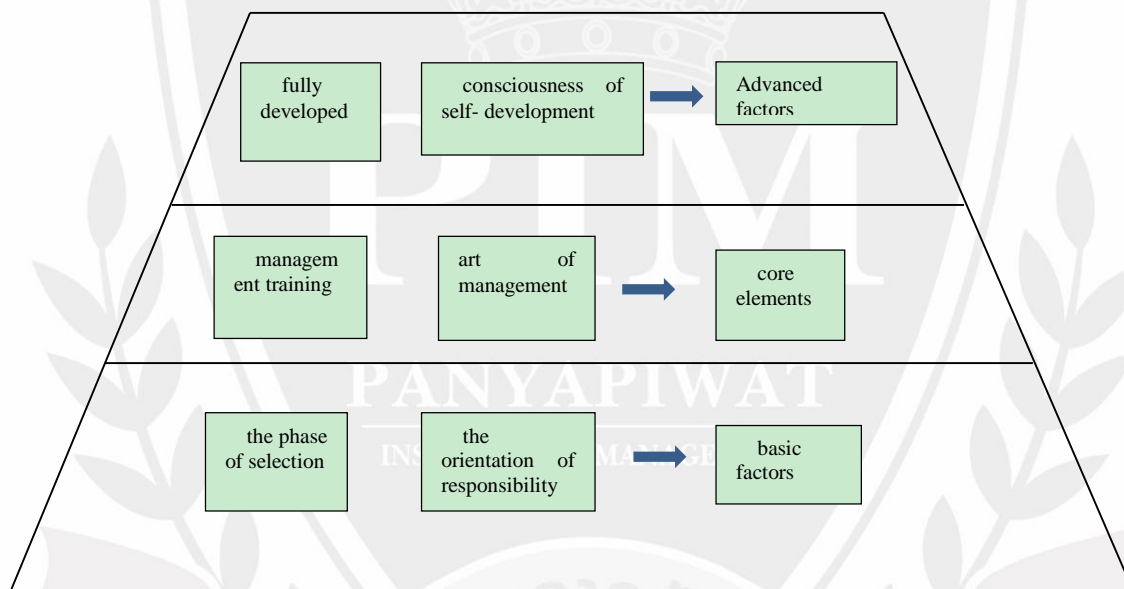 fully
developed
consciousness of
self- development
Advanced
factors
managem
ent training
art of
management
core
elements
PIM
PANYAPIWAT
the phase
of selection
the
orientation of
responsibility
basic
factors